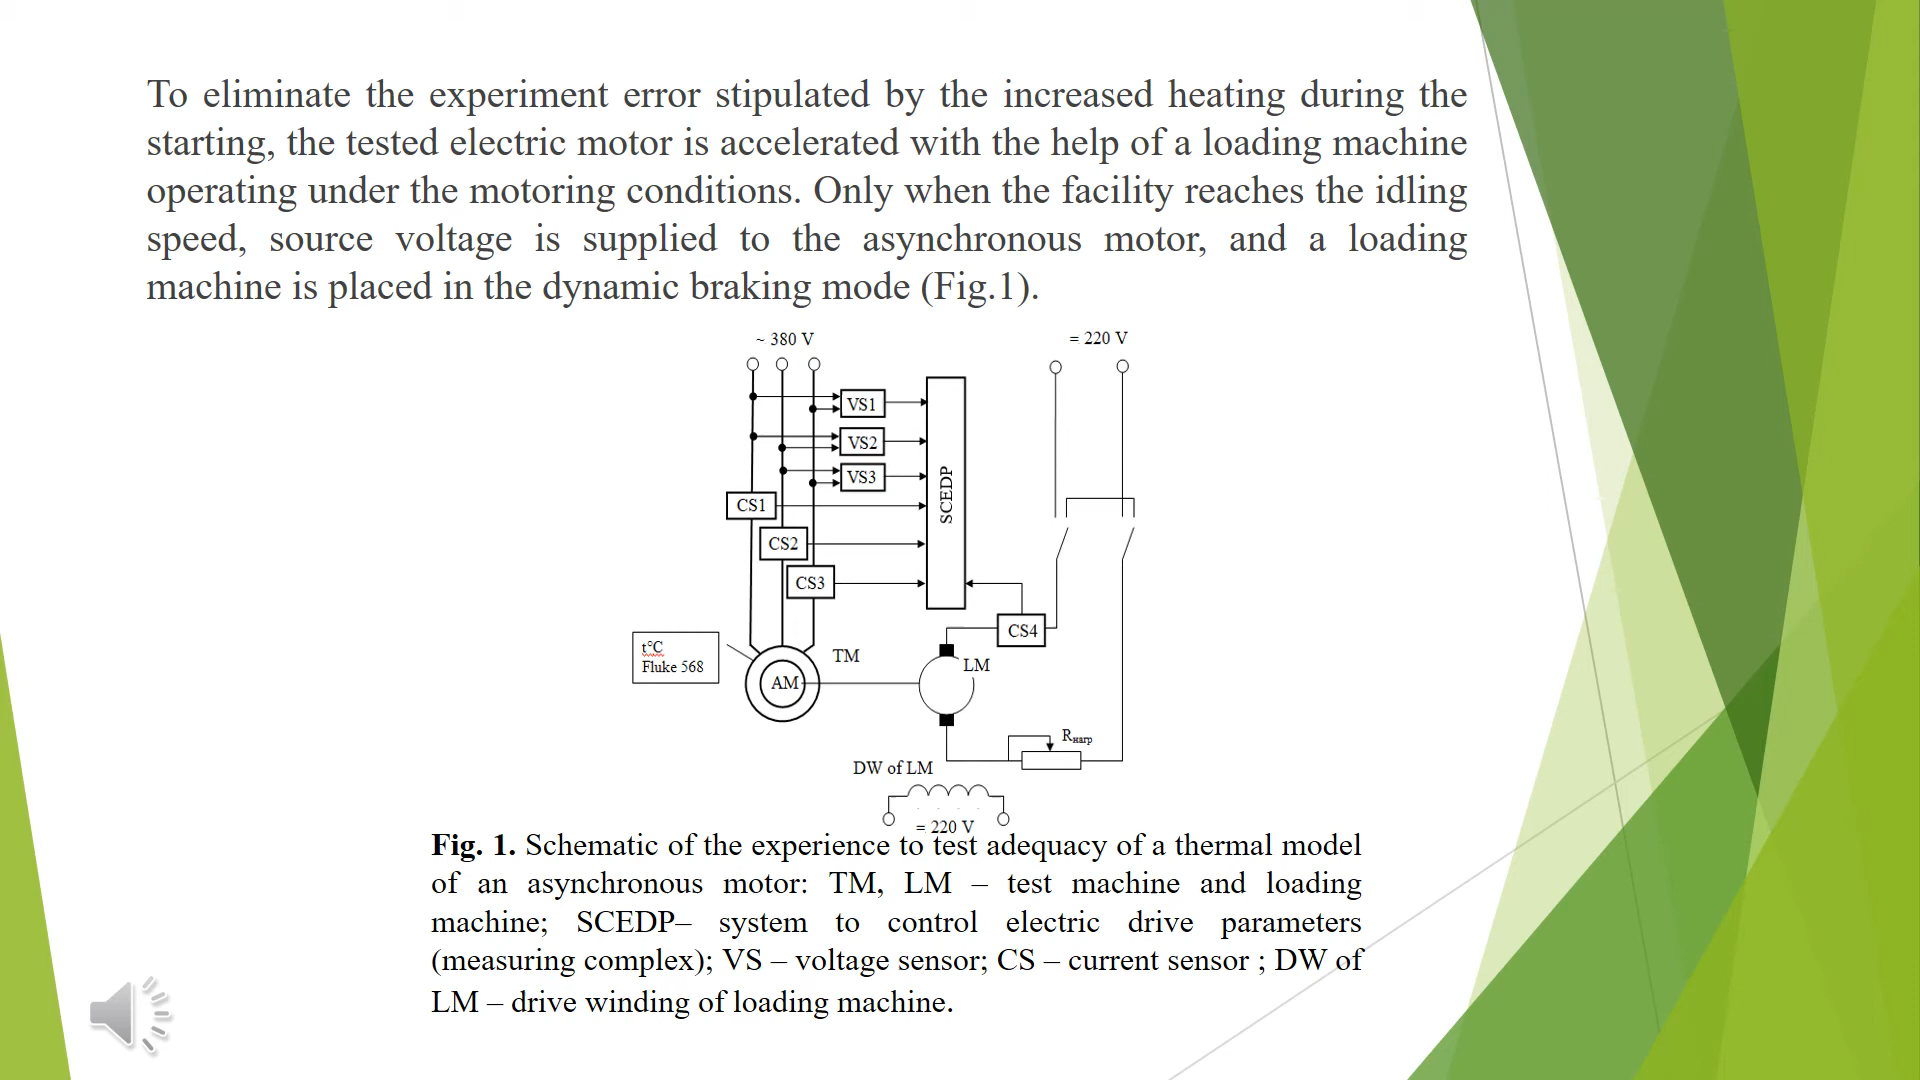 To eliminate the experiment error stipulated by the increased heating during the
starting, the tested electric motor is accelerated with the help of a loading machine
operating under the motoring conditions. Only when the facility reaches the idling
speed, source voltage is supplied to the asynchronous motor, and a loading
machine is placed in the dynamic braking mode (Fig.1).
~ 380 V
= 220 V
VS1
VS2
VS3
SCEDP
CS1
CS2
CS3
CS4
t°C
Fluke 568
TM
AM
LM
Rнагр
DW of LM
= 220 V
Fig. 1. Schematic of the experience to test adequacy of a thermal model
of an asynchronous motor: TM, LM – test machine and loading
machine; SCEDP– system to control electric drive parameters
(measuring complex); VS – voltage sensor; CS – current sensor ; DW of
LM – drive winding of loading machine.